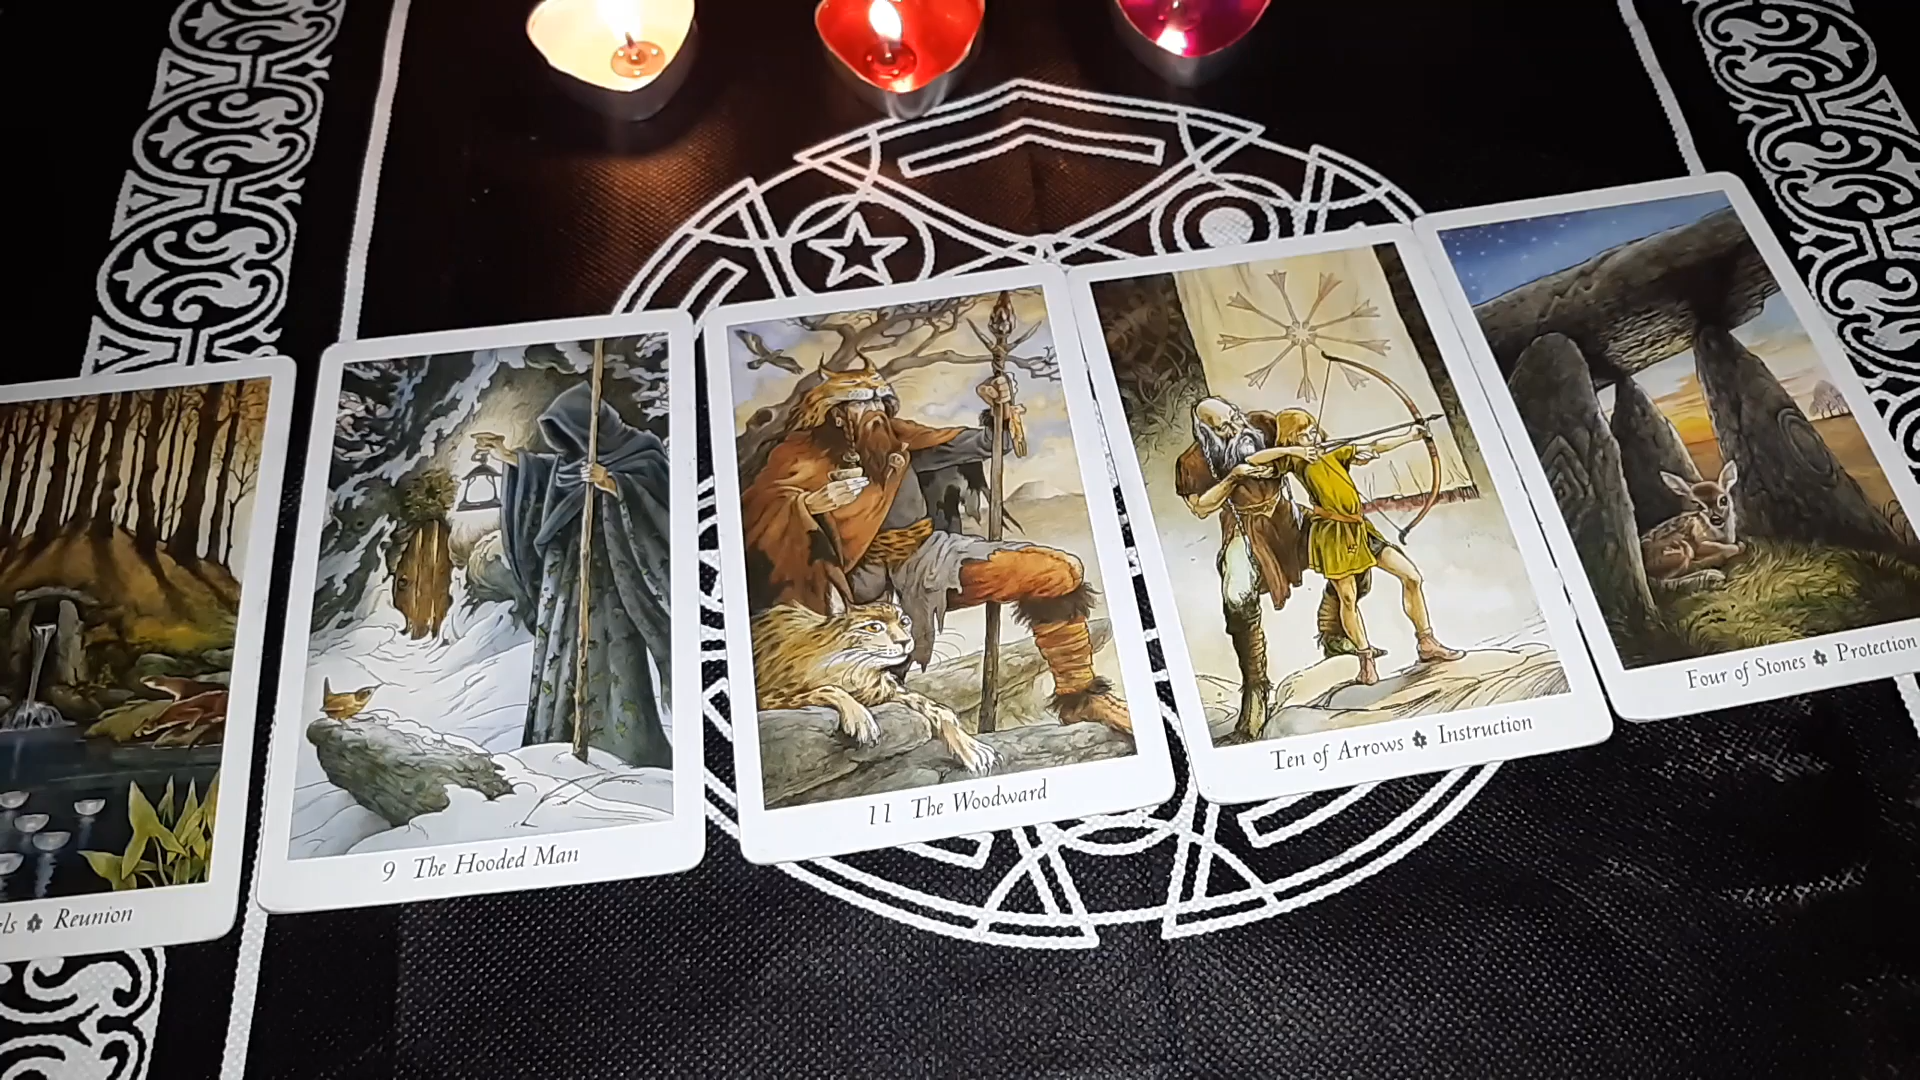 Reunion
9 The Hooded Man
11 The Woodward
Ten of Arrows ✽ Instruction
Four of Stones ✽ Protection